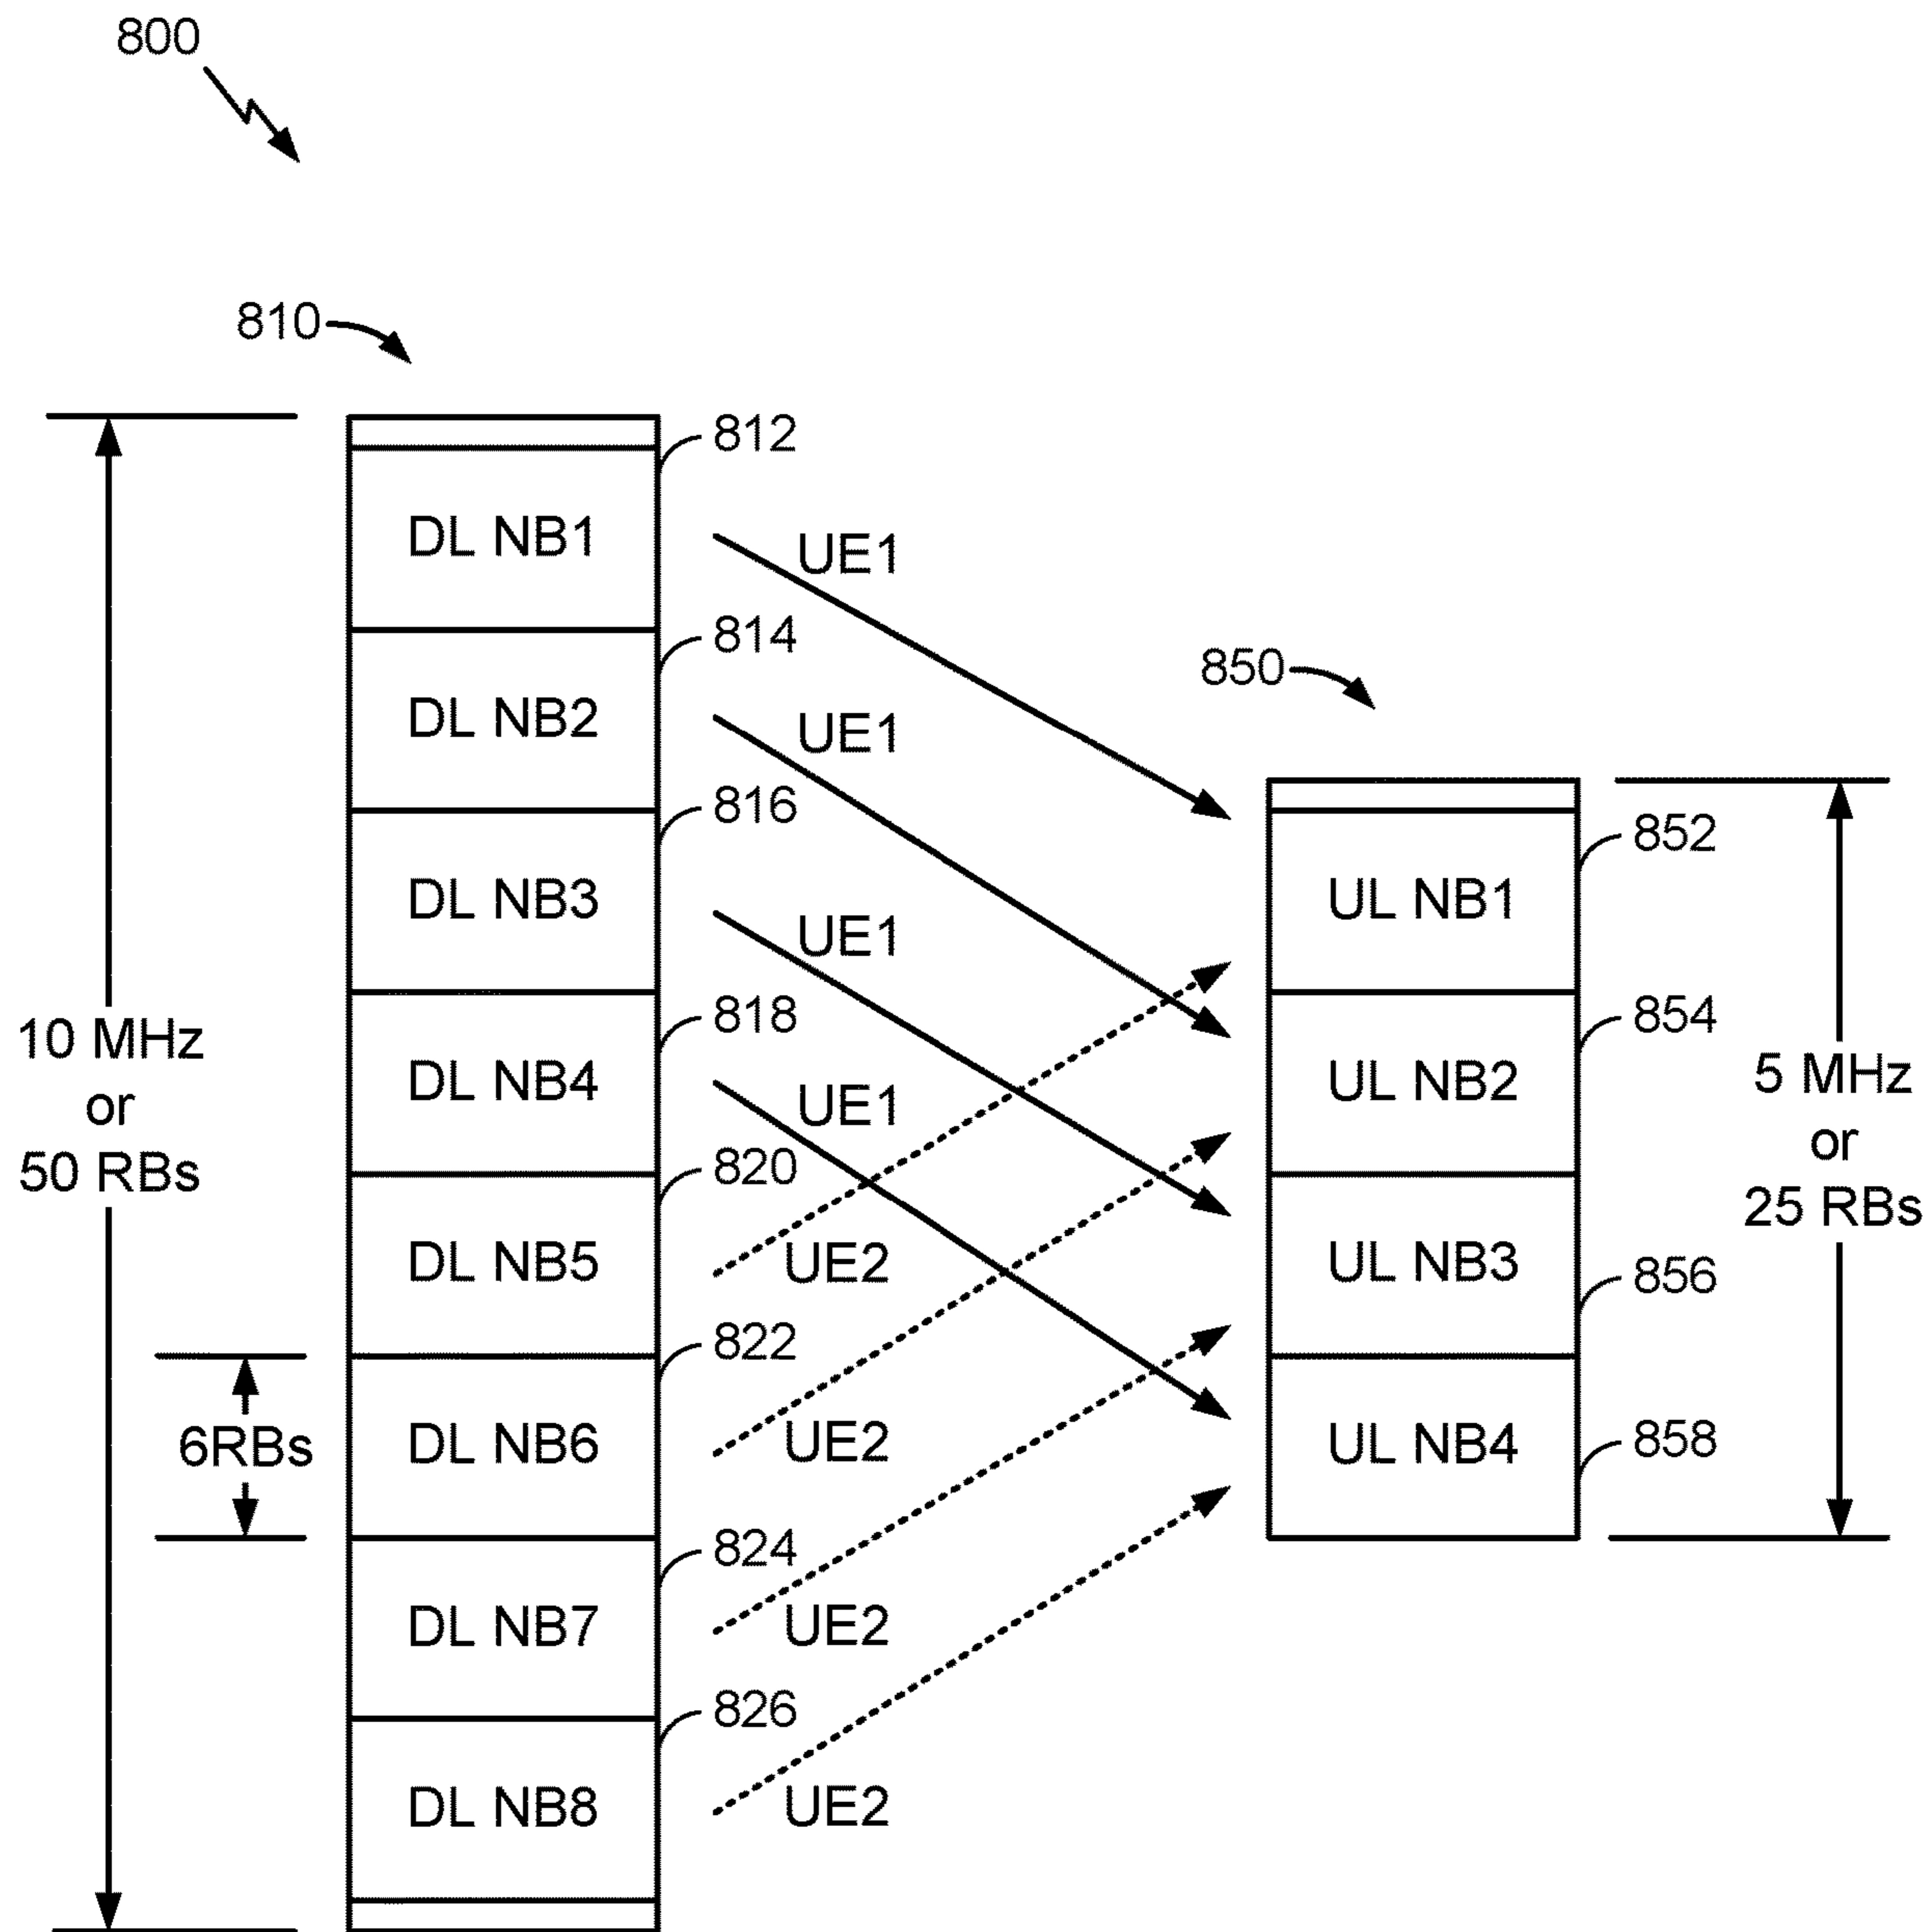 800
810
812
DL NB1
UE1
814
DL NB2
UE1
850
816
DL NB3
UE1
852
UL NB1
818
DL NB4
UE1
854
UL NB2
10 MHz
or
50 RBs
5 MHz
or
25 RBs
820
DL NB5
UE2
UL NB3
856
822
6RBs
DL NB6
UE2
UL NB4
858
824
DL NB7
UE2
826
DL NB8
UE2